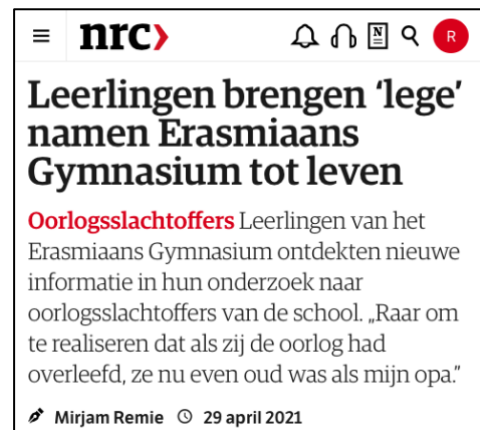 nrc>
N
R
Leerlingen brengen ‘lege’
namen Erasmiaans
Gymnasium tot leven
Oorlogsslachtoffers Leerlingen van het
Erasmiaans Gymnasium ontdekten nieuwe
informatie in hun onderzoek naar
oorlogsslachtoffers van de school. „Raar om
te realiseren dat als zij de oorlog had
overleefd, ze nu even oud was als mijn opa.”
Mirjam Remie 29 april 2021